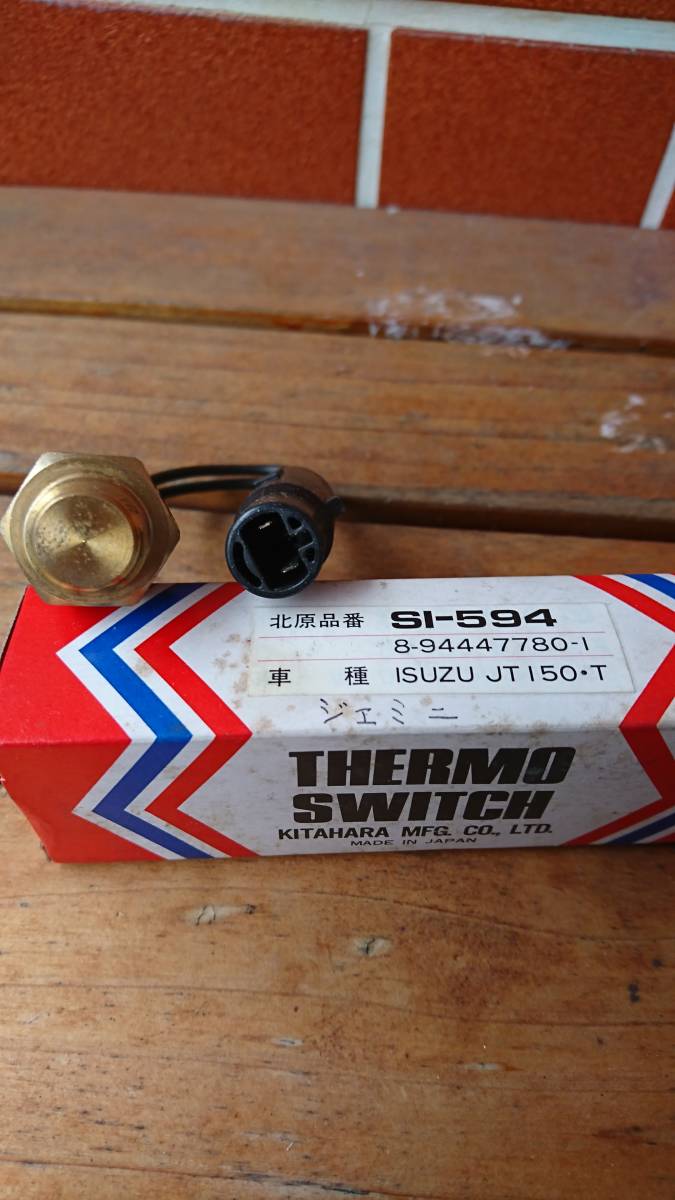 北原品番 SI-594
8-94447780-1
車種 ISUZU JT150・T
ジェミニ
THERMO
SWITCH
KITAHARA MFG. CO., LTD.
MADE IN JAPAN